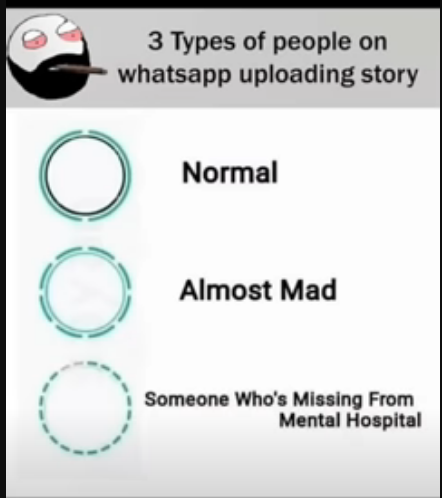 3 Types of people on
whatsapp uploading story
Normal
Almost Mad
Someone Who's Missing From
Mental Hospital